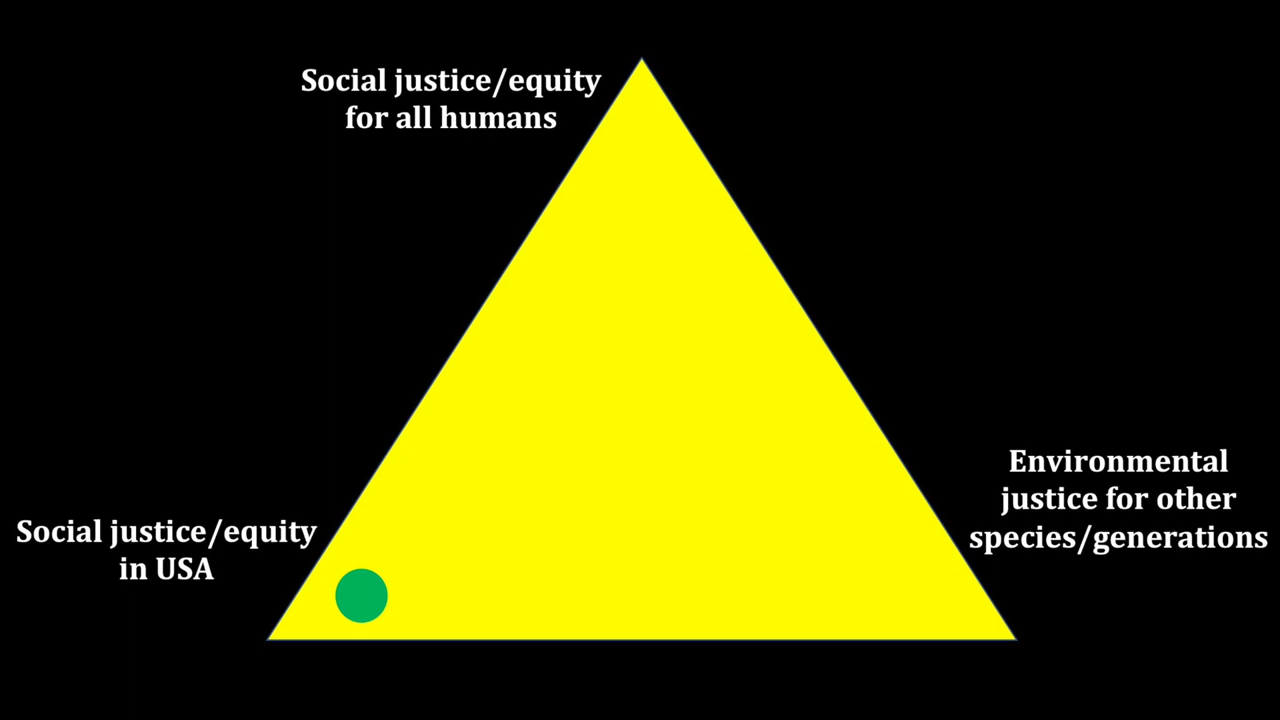 Social justice/equity
for all humans
Social justice/equity
in USA
Environmental
justice for other
species/generations